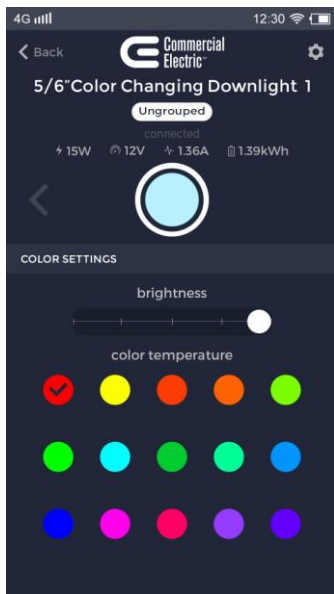 4G 12:30
Back
Commercial
Electric™
5/6"Color Changing Downlight 1
Ungrouped
connected
15W 12V 1.36A 1.39kWh
COLOR SETTINGS
brightness
color temperature